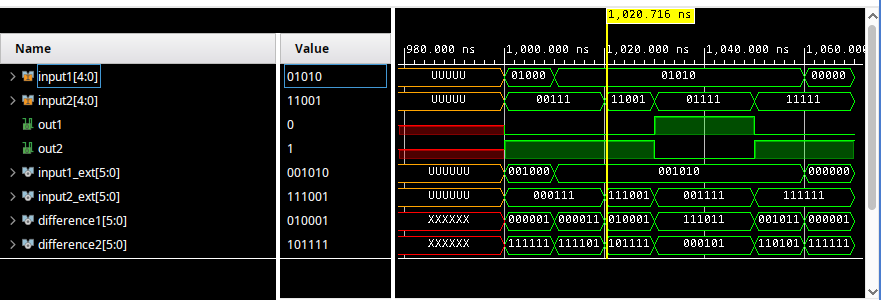 1,020.716 ns
Name Value
980.000 ns 1,000.000 ns 1,020.000 ns 1,040.000 ns 1,060.00
input1[4:0] 01010 UUUUU 01000 01010 00000
input2[4:0] 11001 UUUUU 00111 11001 01111 11111
out1 0
out2 1
input1_ext[5:0] 001010 UUUUUU 001000 001010 000000
input2_ext[5:0] 111001 UUUUUU 000111 111001 001111 111111
difference1[5:0] 010001 XXXXXX 000001 000011 010001 111011 001011 000001
difference2[5:0] 101111 XXXXXX 111111 111101 101111 000101 110101 111111